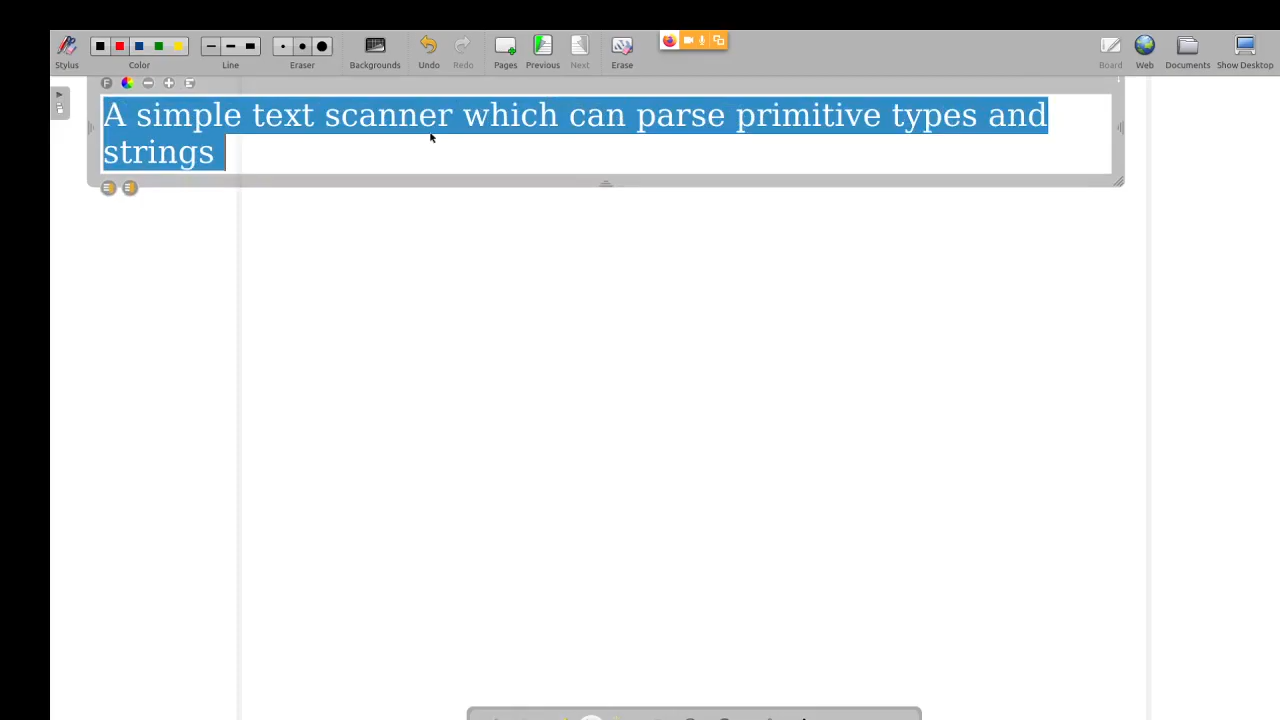 Stylus
Color
Line
Eraser
Backgrounds
Undo
Redo
Pages
Previous
Next
Erase
Board
Web
Documents
Show Desktop
A simple text scanner which can parse primitive types and
strings